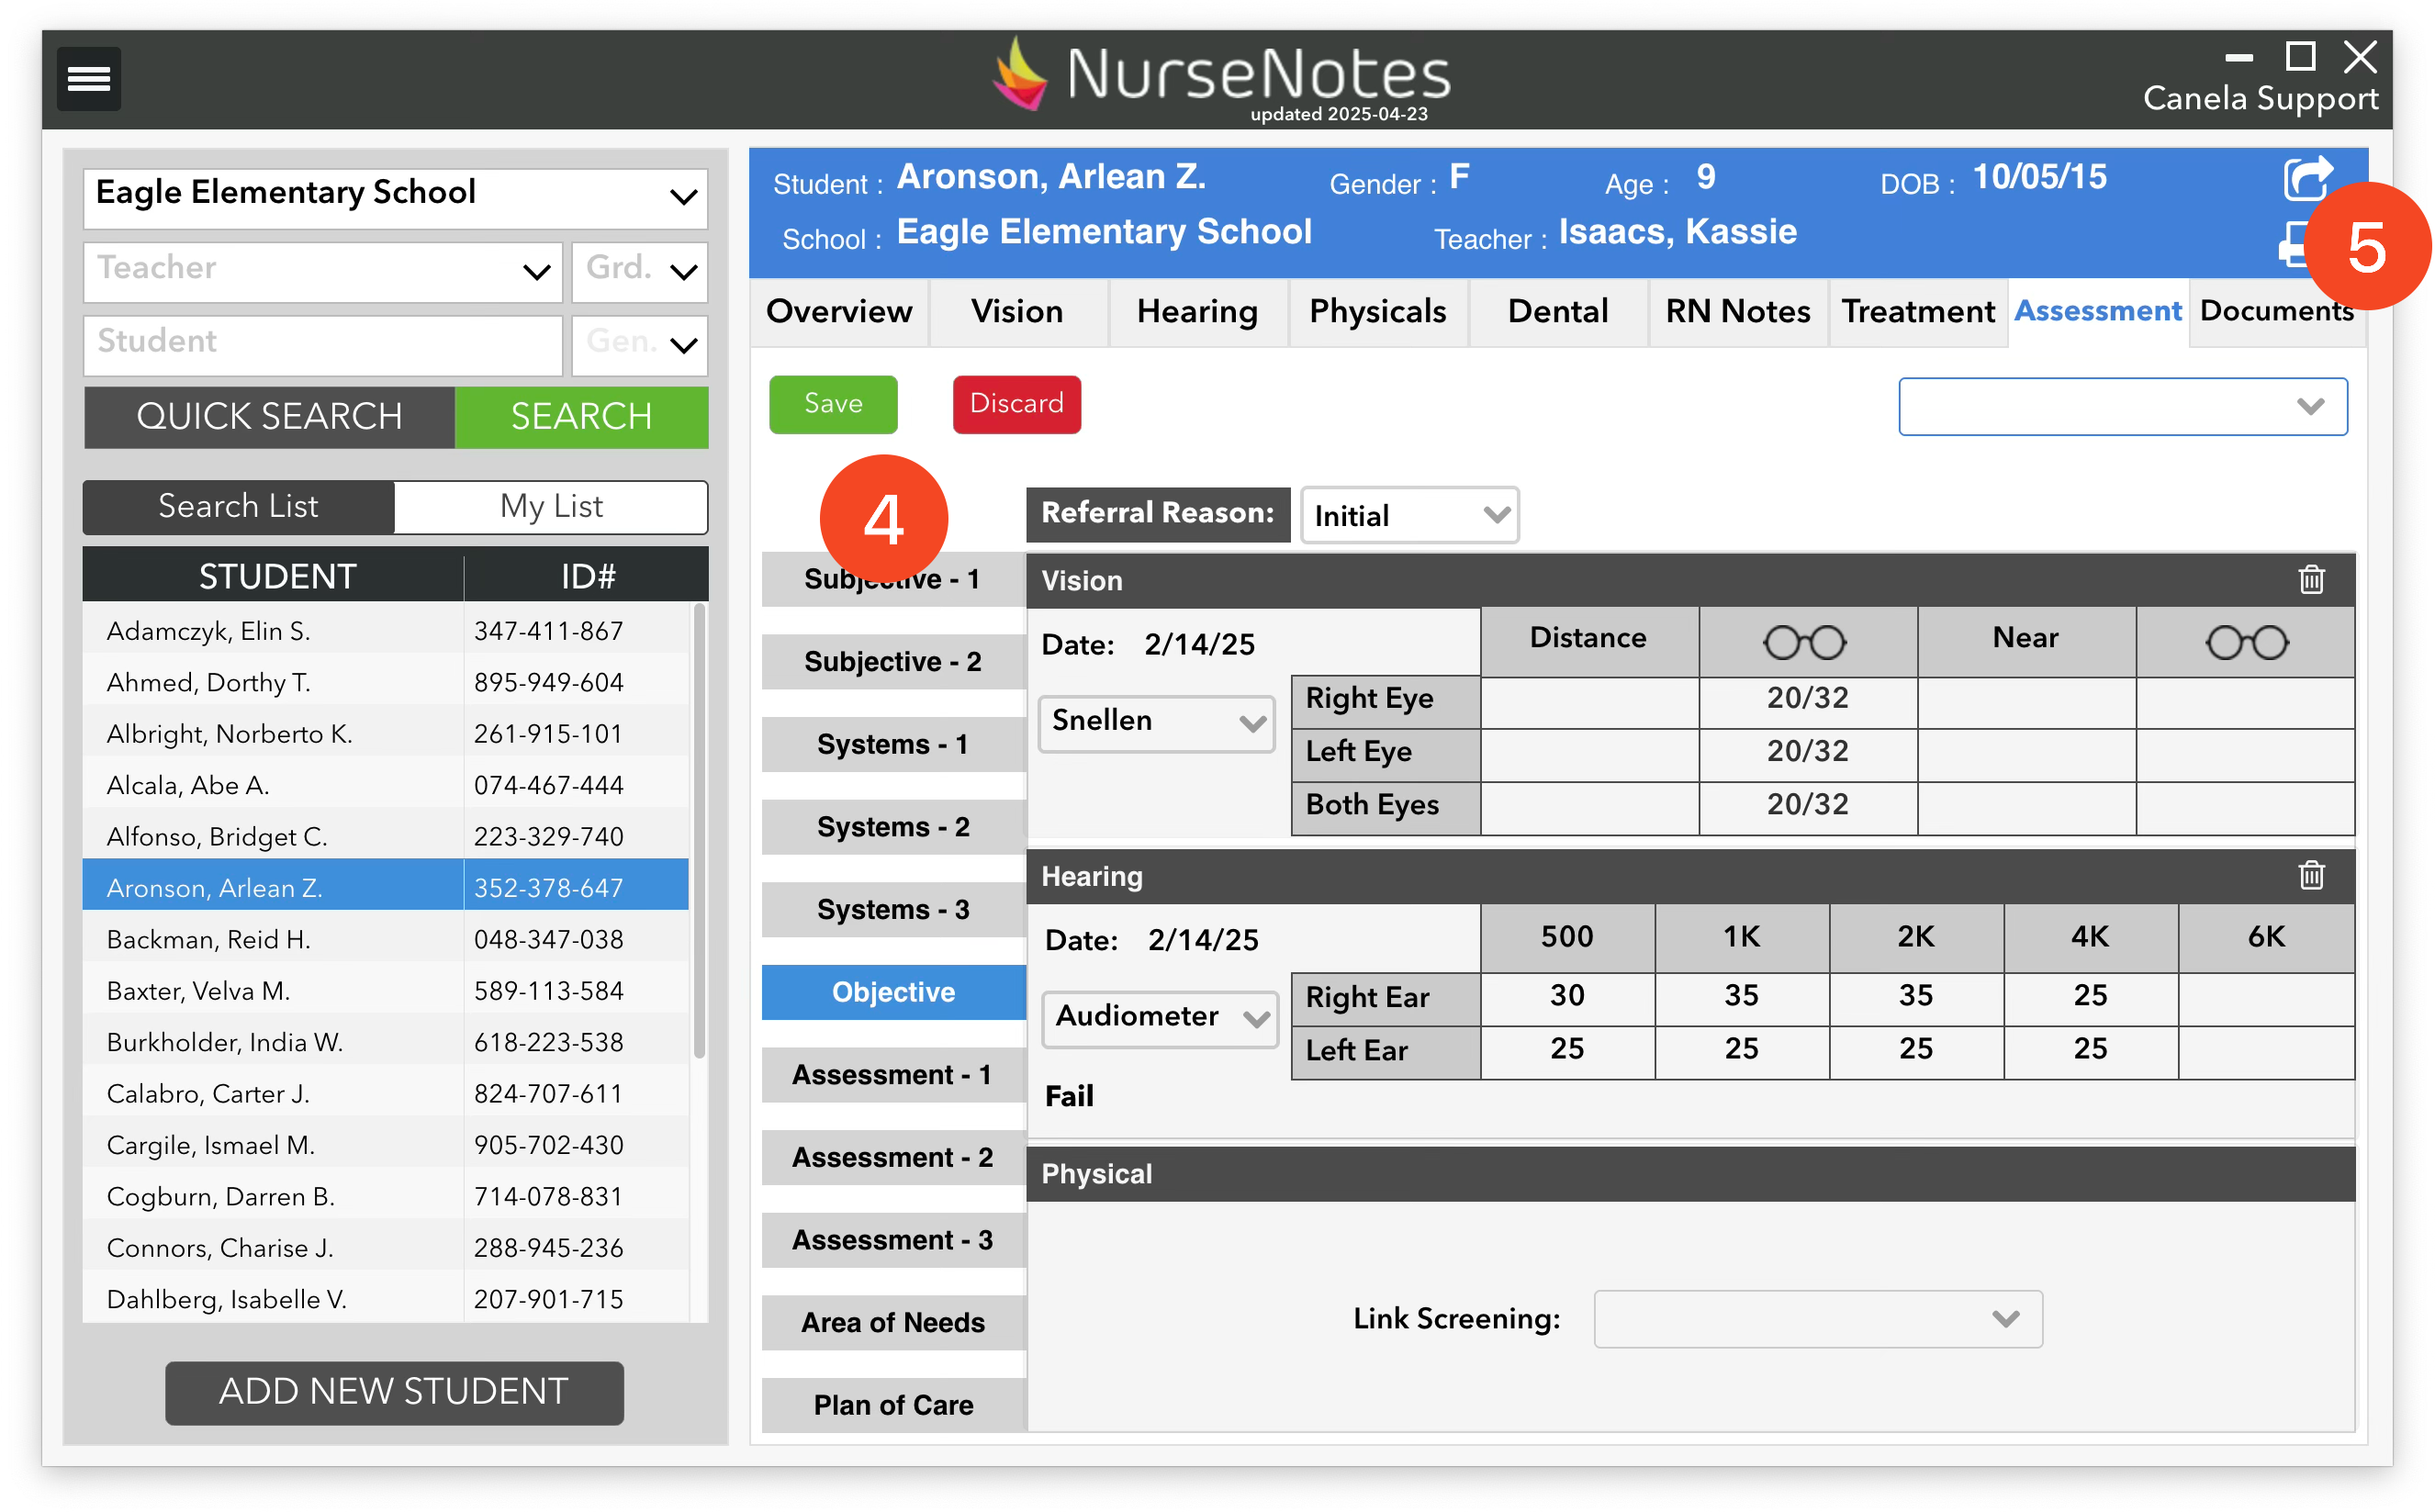 NurseNotes
updated 2025-04-23
Canela Support
Eagle Elementary School
Teacher
Grd.
Student
Gen.
QUICK SEARCH
SEARCH
Search List
My List
STUDENT ID#
Adamczyk, Elin S. 347-411-867
Ahmed, Dorthy T. 895-949-604
Albright, Norberto K. 261-915-101
Alcala, Abe A. 074-467-444
Alfonso, Bridget C. 223-329-740
Aronson, Arlean Z. 352-378-647
Backman, Reid H. 048-347-038
Baxter, Velva M. 589-113-584
Burkholder, India W. 618-223-538
Calabro, Carter J. 824-707-611
Cargile, Ismael M. 905-702-430
Cogburn, Darren B. 714-078-831
Connors, Charise J. 288-945-236
Dahlberg, Isabelle V. 207-901-715
ADD NEW STUDENT
Student : Aronson, Arlean Z. Gender : F Age : 9 DOB : 10/05/15
School : Eagle Elementary School Teacher : Isaacs, Kassie
5
Overview Vision Hearing Physicals Dental RN Notes Treatment Assessment Documents
Save
Discard
4
Referral Reason: Initial
Subjective - 1
Subjective - 2
Systems - 1
Systems - 2
Systems - 3
Objective
Assessment - 1
Assessment - 2
Assessment - 3
Area of Needs
Plan of Care
Vision
Date: 2/14/25
Distance Near
Snellen
Right Eye 20/32
Left Eye 20/32
Both Eyes 20/32
Hearing
Date: 2/14/25
500 1K 2K 4K 6K
Audiometer
Right Ear 30 35 35 25
Left Ear 25 25 25 25
Fail
Physical
Link Screening: